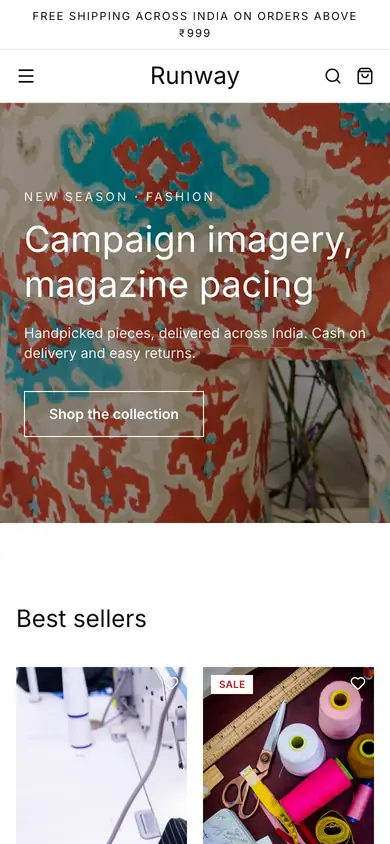 FREE SHIPPING ACROSS INDIA ON ORDERS ABOVE
₹999
Runway
NEW SEASON · FASHION
Campaign imagery,
magazine pacing
Handpicked pieces, delivered across India. Cash on
delivery and easy returns.
Shop the collection
Best sellers
SALE